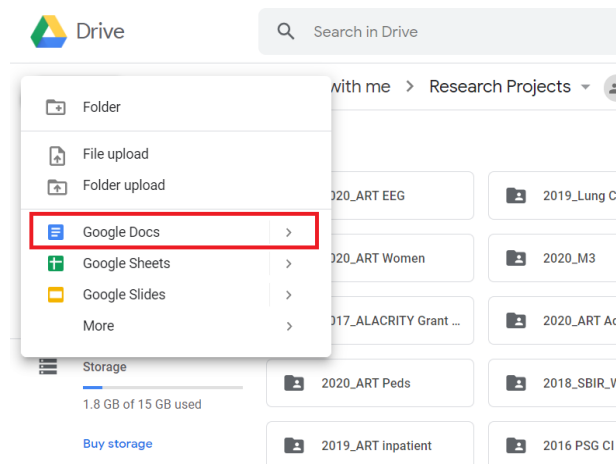 Drive
Search in Drive
with me > Research Projects
Folder
File upload
Folder upload
Google Docs
Google Sheets
Google Slides
More
2020_ART EEG
2019_Lung C
2020_ART Women
2020_M3
2017_ALACRITY Grant ...
2020_ART Ad
2020_ART Peds
2018_SBIR_W
2019_ART inpatient
2016 PSG CI
Storage
1.8 GB of 15 GB used
Buy storage